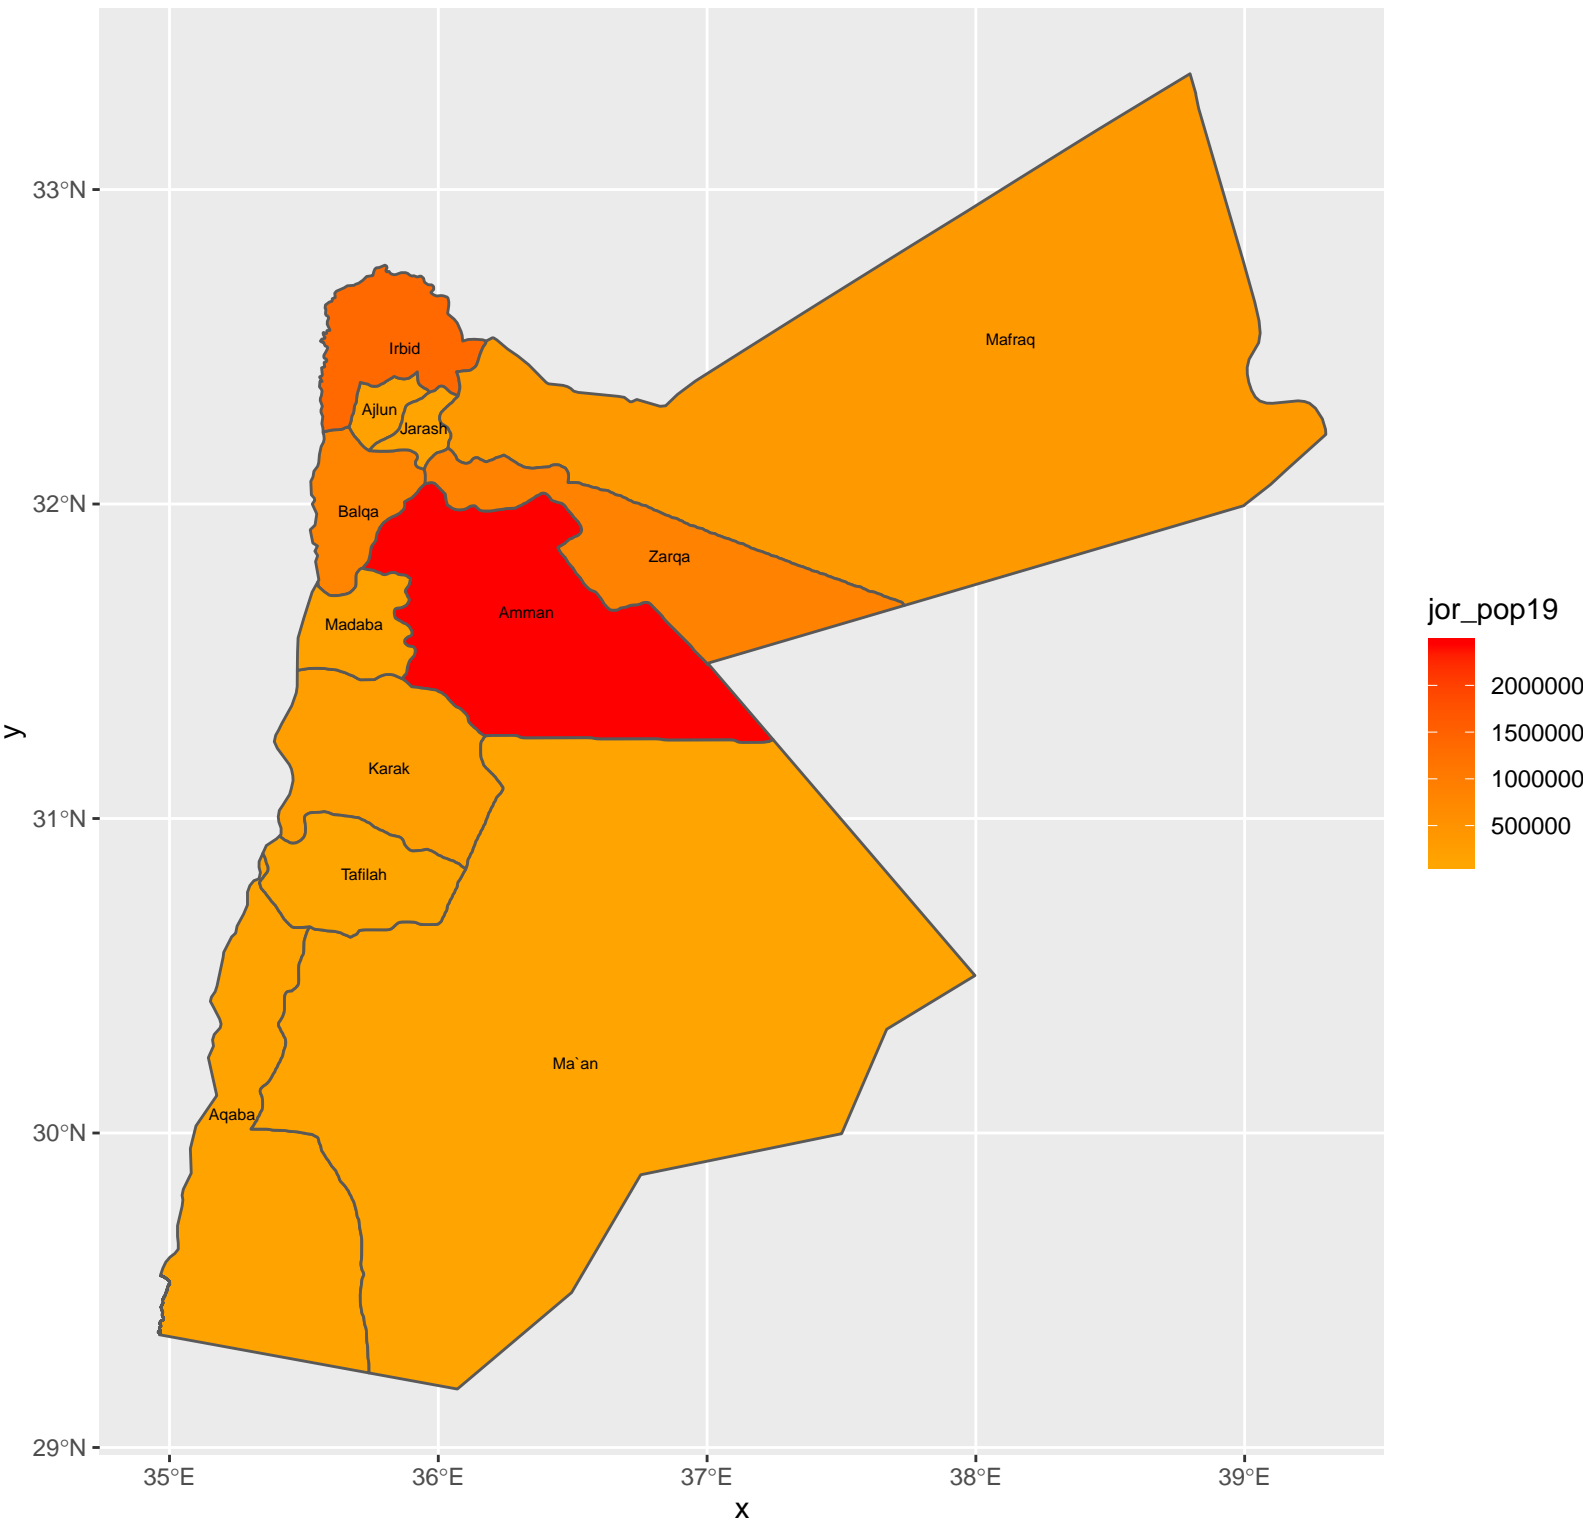 33°N
32°N
31°N
30°N
29°N
y
Mafraq
Irbid
Ajlun
Jarash
Balqa
Zarqa
Amman
Madaba
Karak
Tafilah
Ma`an
Aqaba
35°E
36°E
37°E
38°E
39°E
x
jor_pop19
2000000
1500000
1000000
500000